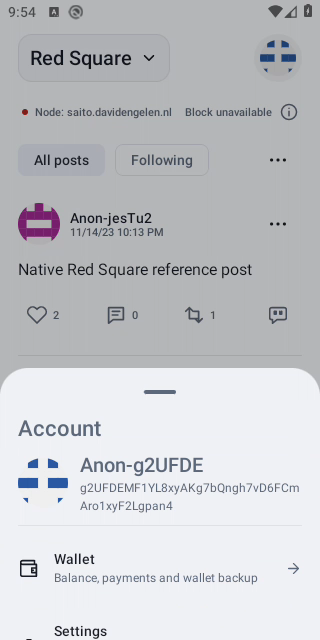 9:54
Red Square
Node: saito.davidengelen.nl Block unavailable
All posts Following
Anon-jesTu2
11/14/23 10:13 PM
Native Red Square reference post
2 0 1
Account
Anon-g2UFDE
g2UFDEMF1YL8xyAKg7bQngh7vD6FCm
Aro1xyF2Lgpan4
Wallet
Balance, payments and wallet backup
Settings